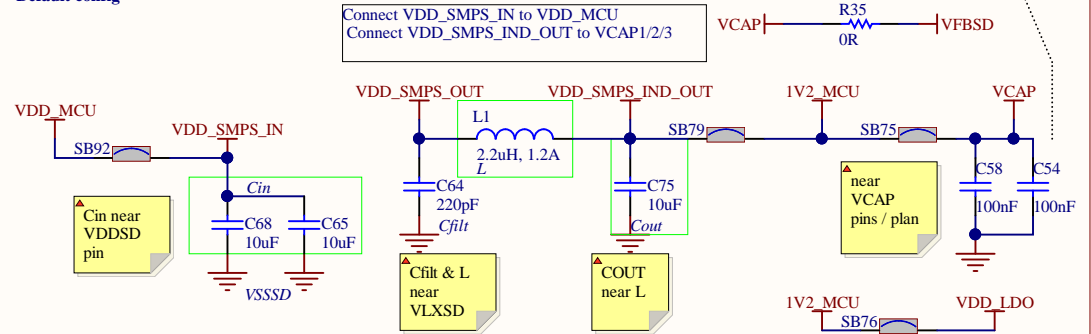 Default config
Connect VDD_SMPS_IN to VDD_MCU
Connect VDD_SMPS_IND_OUT to VCAP1/2/3
R35
VCAP
VFBSD
0R
VDD_MCU
VDD_SMPS_IN
VDD_SMPS_OUT
VDD_SMPS_IND_OUT
1V2_MCU
VCAP
L1
SB92
SB79
SB75
2.2uH, 1.2A
L
Cin
C68
10uF
C65
10uF
C64
220pF
Cfilt
C75
10uF
Cout
C58
100nF
C54
100nF
Cin near
VDDSD
pin
VSSSD
near
VCAP
pins / plan
Cfilt & L
near
VLXSD
COUT
near L
1V2_MCU
VDD_LDO
SB76